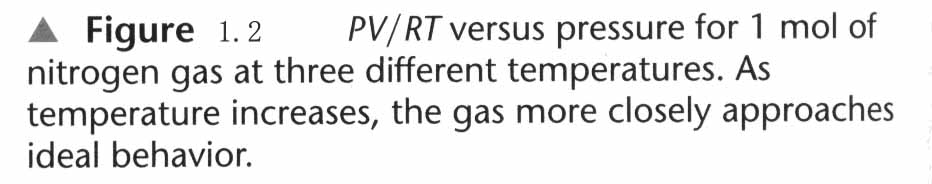 ▲ Figure 1.2 PV/RT versus pressure for 1 mol of
nitrogen gas at three different temperatures. As
temperature increases, the gas more closely approaches
ideal behavior.